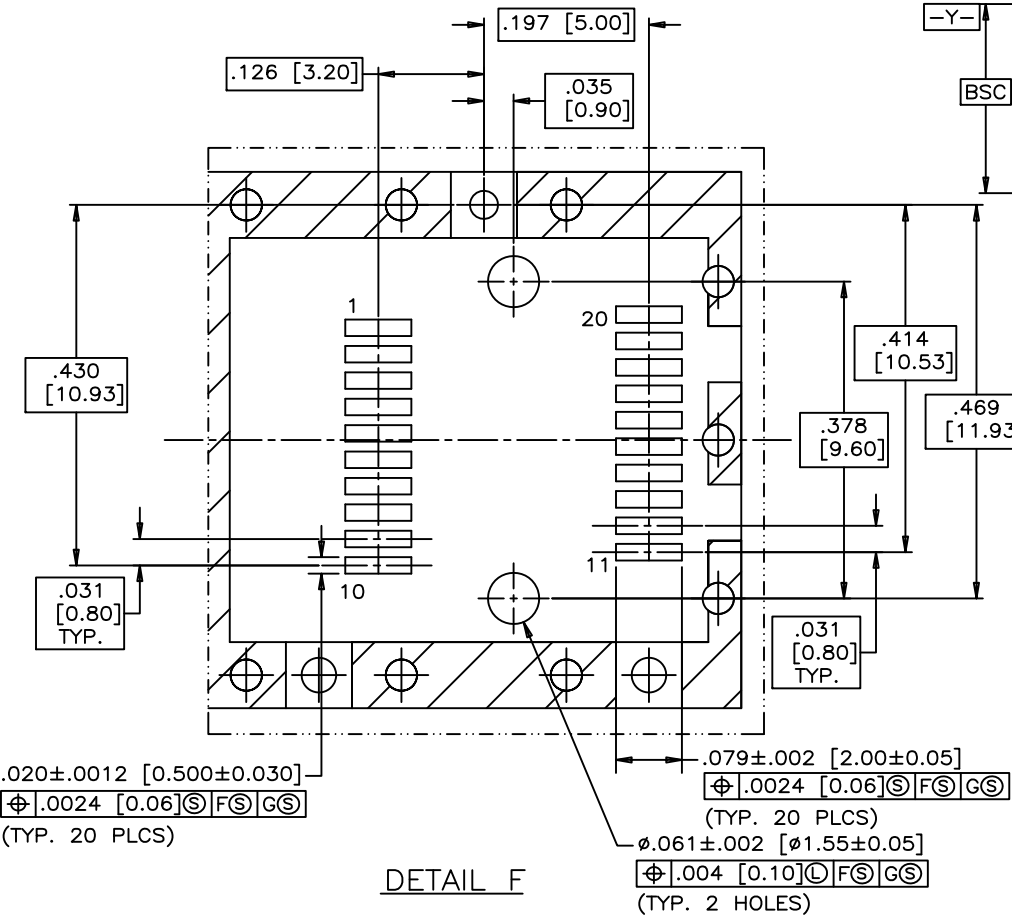 .197 [5.00]
-Y-
.126 [3.20]
.035
[0.90]
BSC
1
20
.430
[10.93]
.414
[10.53]
.378
[9.60]
.469
[11.93
10
11
.031
[0.80]
TYP.
.031
[0.80]
TYP.
.020±.0012 [0.500±0.030]
⌖ .0024 [0.06]Ⓢ FⓈ GⓈ
(TYP. 20 PLCS)
.079±.002 [2.00±0.05]
⌖ .0024 [0.06]Ⓢ FⓈ GⓈ
(TYP. 20 PLCS)
ø.061±.002 [ø1.55±0.05]
⌖ .004 [0.10]Ⓛ FⓈ GⓈ
(TYP. 2 HOLES)
DETAIL F